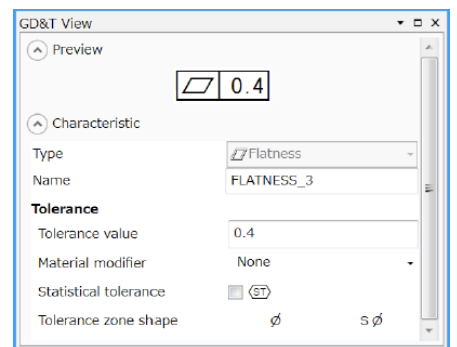 GD&T View
Preview
0.4
Characteristic
Type Flatness
Name FLATNESS_3
Tolerance
Tolerance value 0.4
Material modifier None
Statistical tolerance ST
Tolerance zone shape Ø SØ